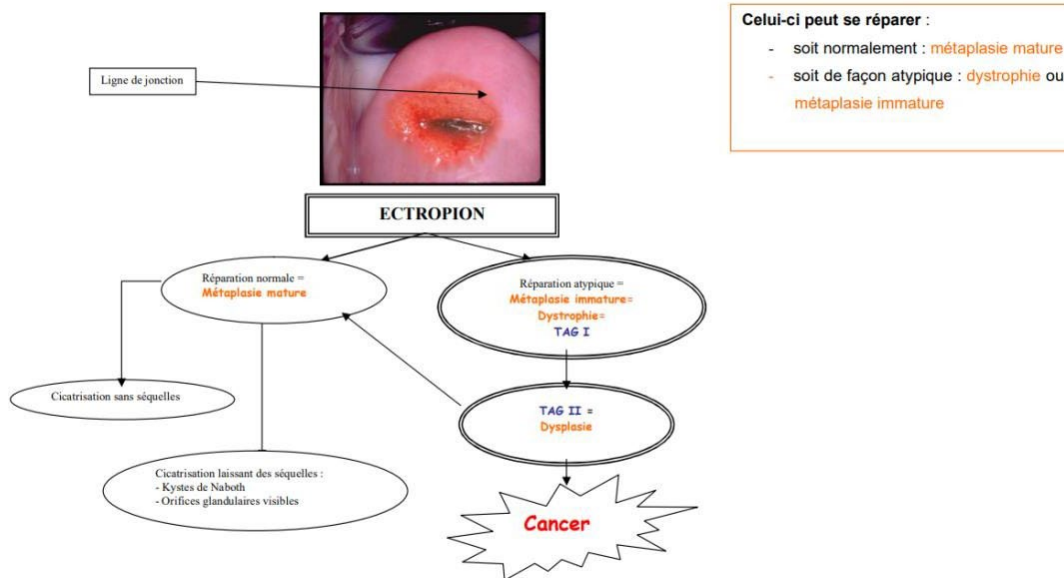 Celui-ci peut se réparer :
- soit normalement : métaplasie mature
- soit de façon atypique : dystrophie ou
métaplasie immature
Ligne de jonction
ECTROPION
Réparation normale =
Métaplasie mature
Réparation atypique =
Métaplasie immature=
Dystrophie=
TAG I
Cicatrisation sans séquelles
TAG II =
Dysplasie
Cicatrisation laissant des séquelles :
- Kystes de Naboth
- Orifices glandulaires visibles
Cancer